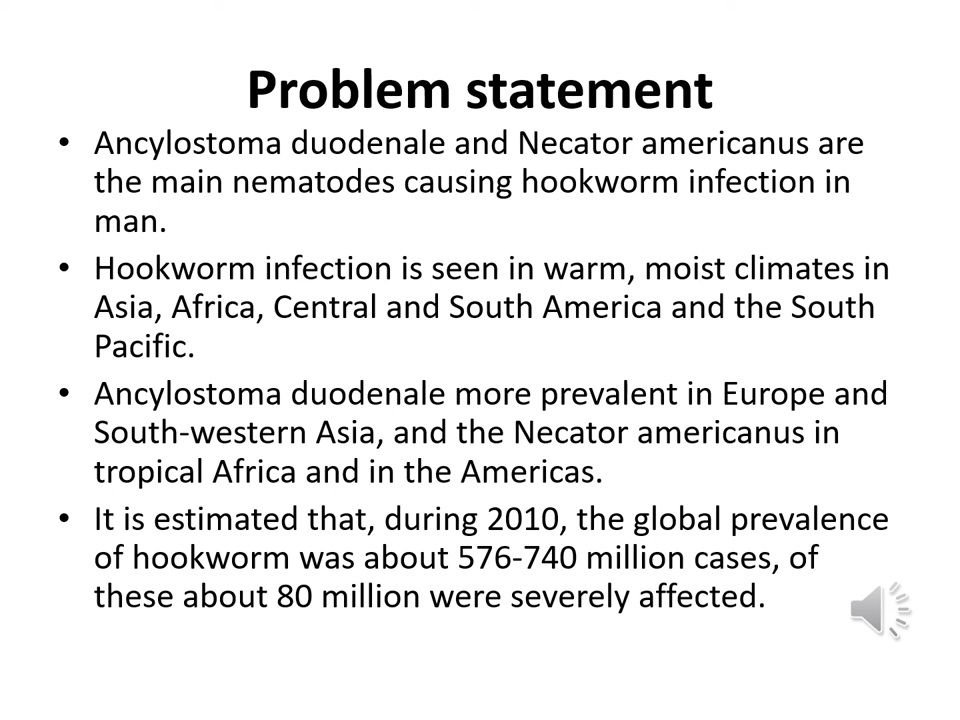 Problem statement
• Ancylostoma duodenale and Necator americanus are
the main nematodes causing hookworm infection in
man.
• Hookworm infection is seen in warm, moist climates in
Asia, Africa, Central and South America and the South
Pacific.
• Ancylostoma duodenale more prevalent in Europe and
South-western Asia, and the Necator americanus in
tropical Africa and in the Americas.
• It is estimated that, during 2010, the global prevalence
of hookworm was about 576-740 million cases, of
these about 80 million were severely affected.